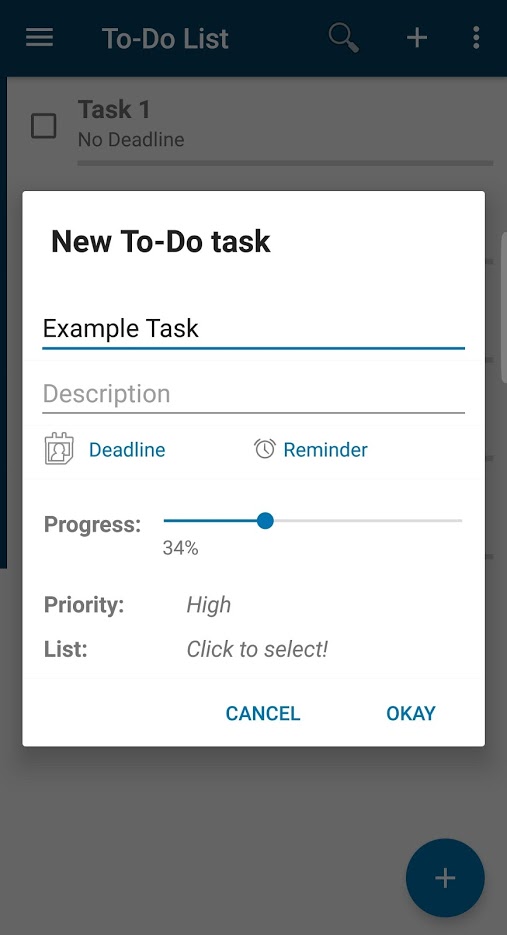 To-Do List
Task 1
No Deadline
New To-Do task
Example Task
Description
Deadline Reminder
Progress:
34%
Priority: High
List: Click to select!
CANCEL OKAY